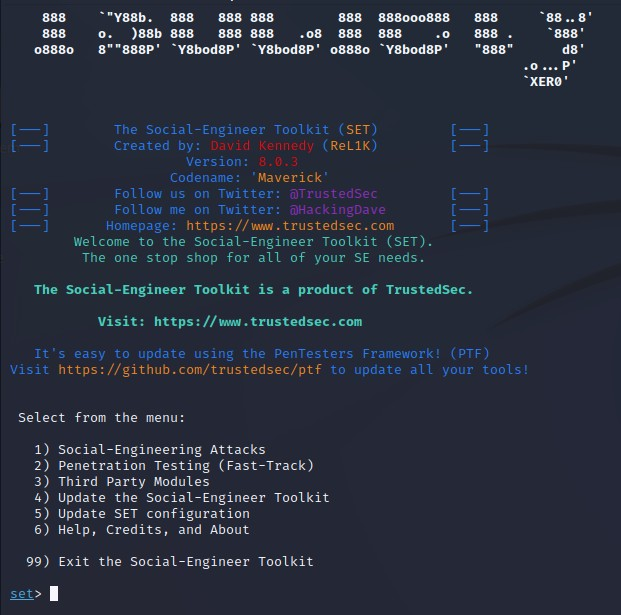 888 `"Y88b. 888 888 888 888 888ooo888 888 `88..8'
888 o. )88b 888 888 888 .o8 888 888 .o 888 . `888'
o888o 8""888P' `Y8bod8P' `Y8bod8P' o888o `Y8bod8P' "888" d8'
.o...P'
`XER0'
[---] The Social-Engineer Toolkit (SET) [---]
[---] Created by: David Kennedy (ReL1K) [---]
Version: 8.0.3
Codename: 'Maverick'
[---] Follow us on Twitter: @TrustedSec [---]
[---] Follow me on Twitter: @HackingDave [---]
[---] Homepage: https://www.trustedsec.com [---]
Welcome to the Social-Engineer Toolkit (SET).
The one stop shop for all of your SE needs.
The Social-Engineer Toolkit is a product of TrustedSec.
Visit: https://www.trustedsec.com
It's easy to update using the PenTesters Framework! (PTF)
Visit https://github.com/trustedsec/ptf to update all your tools!
Select from the menu:
1) Social-Engineering Attacks
2) Penetration Testing (Fast-Track)
3) Third Party Modules
4) Update the Social-Engineer Toolkit
5) Update SET configuration
6) Help, Credits, and About
99) Exit the Social-Engineer Toolkit
set>